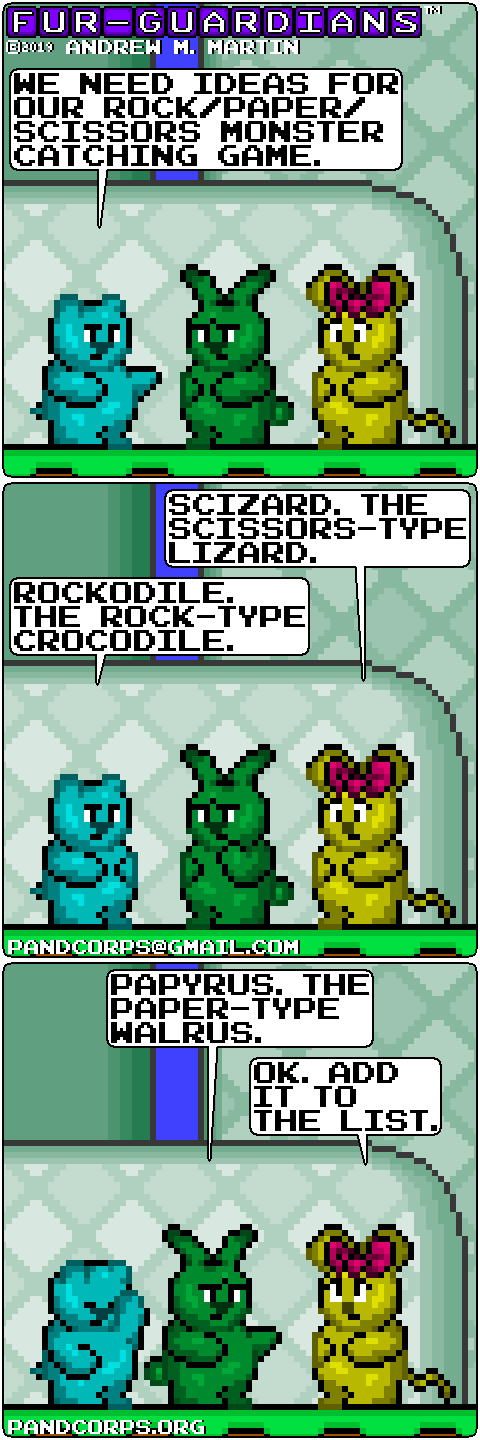 FUR-GUARDIANS™
©2019 ANDREW M. MARTIN
WE NEED IDEAS FOR
OUR ROCK/PAPER/
SCISSORS MONSTER
CATCHING GAME.
SCIZARD. THE
SCISSORS-TYPE
LIZARD.
ROCKODILE.
THE ROCK-TYPE
CROCODILE.
PANDCORPS@GMAIL.COM
PAPYRUS. THE
PAPER-TYPE
WALRUS.
OK. ADD
IT TO
THE LIST.
PANDCORPS.ORG